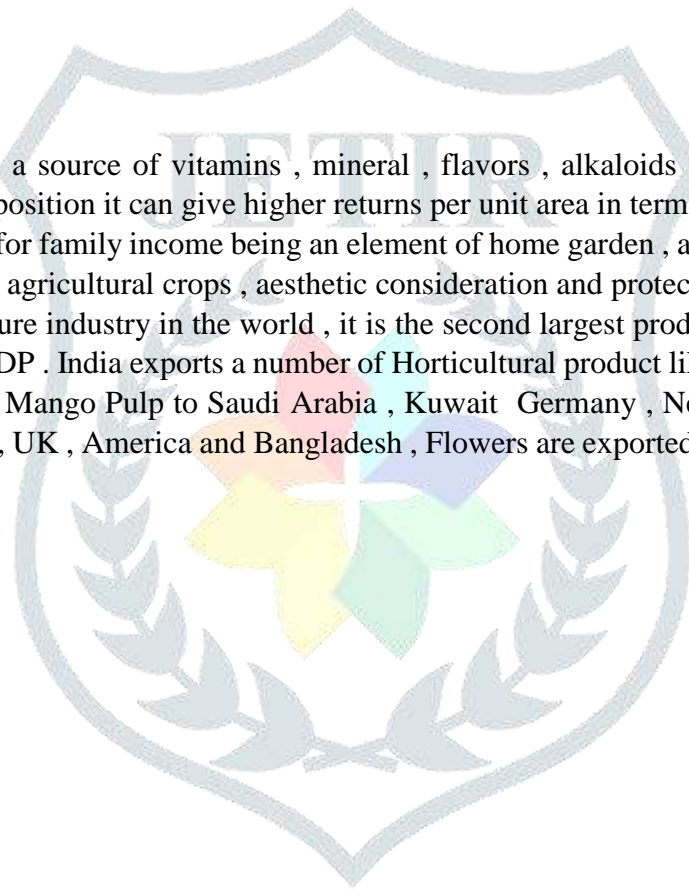 JETIR
a source of vitamins , mineral , flavors , alkaloids
position it can give higher returns per unit area in term
for family income being an element of home garden , a
agricultural crops , aesthetic consideration and protec
ure industry in the world , it is the second largest prod
DP . India exports a number of Horticultural product li
Mango Pulp to Saudi Arabia , Kuwait Germany , Ne
, UK , America and Bangladesh , Flowers are exported